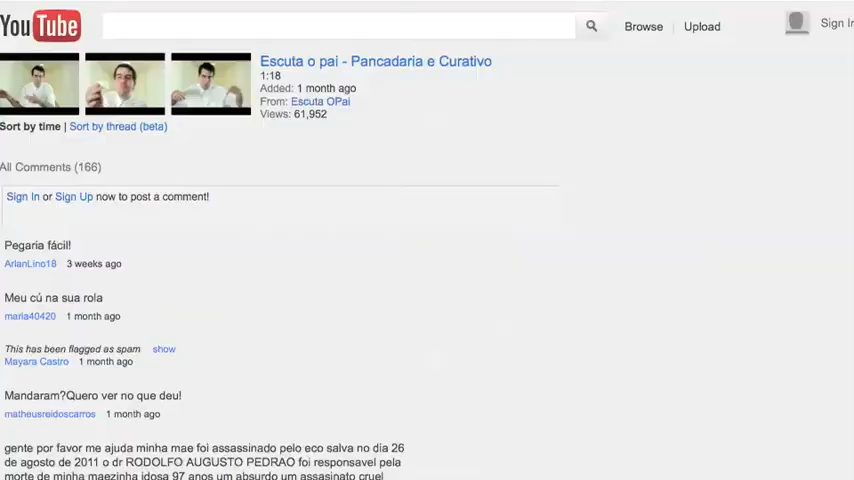 YouTube
Browse | Upload
Sign In
Escuta o pai - Pancadaria e Curativo
1:18
Added: 1 month ago
From: Escuta OPai
Views: 61,952
Sort by time | Sort by thread (beta)
All Comments (166)
Sign In or Sign Up now to post a comment!
Pegaria fácil!
ArlanLino18 3 weeks ago
Meu cú na sua rola
marla40420 1 month ago
This has been flagged as spam show
Mayara Castro 1 month ago
Mandaram?Quero ver no que deu!
matheusreidoscarros 1 month ago
gente por favor me ajuda minha mae foi assassinado pelo eco salva no dia 26
de agosto de 2011 o dr RODOLFO AUGUSTO PEDRAO foi responsavel pela
morte de minha maezinha idosa 97 anos um absurdo um assasinato cruel